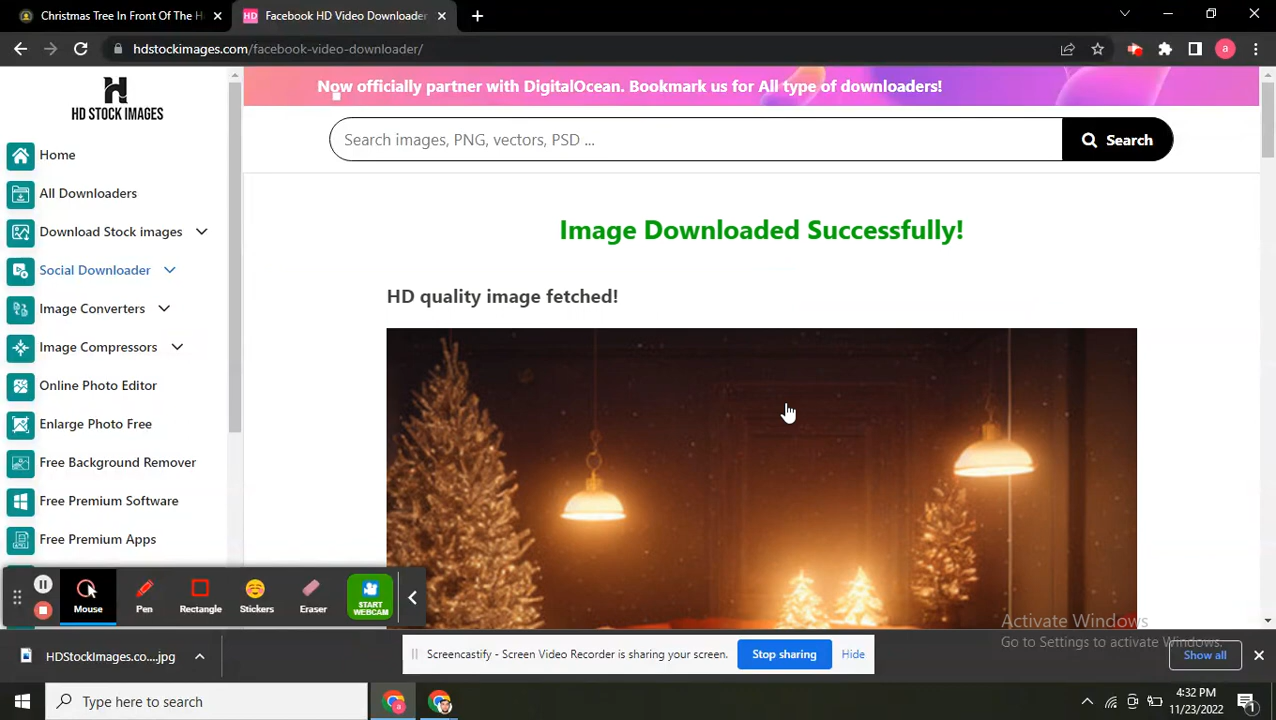 Christmas Tree In Front Of The H
Facebook HD Video Downloader
hdstockimages.com/facebook-video-downloader/
a
HD STOCK IMAGES
Now officially partner with DigitalOcean. Bookmark us for All type of downloaders!
Search images, PNG, vectors, PSD ...
Search
Home
All Downloaders
Download Stock images
Social Downloader
Image Converters
Image Compressors
Online Photo Editor
Enlarge Photo Free
Free Background Remover
Free Premium Software
Free Premium Apps
Image Downloaded Successfully!
HD quality image fetched!
Mouse
Pen
Rectangle
Stickers
Eraser
START
WEBCAM
Activate Windows
Go to Settings to activate Windows.
HDStockImages.co....jpg
Screencastify - Screen Video Recorder is sharing your screen.
Stop sharing
Hide
Show all
Type here to search
4:32 PM
11/23/2022
1